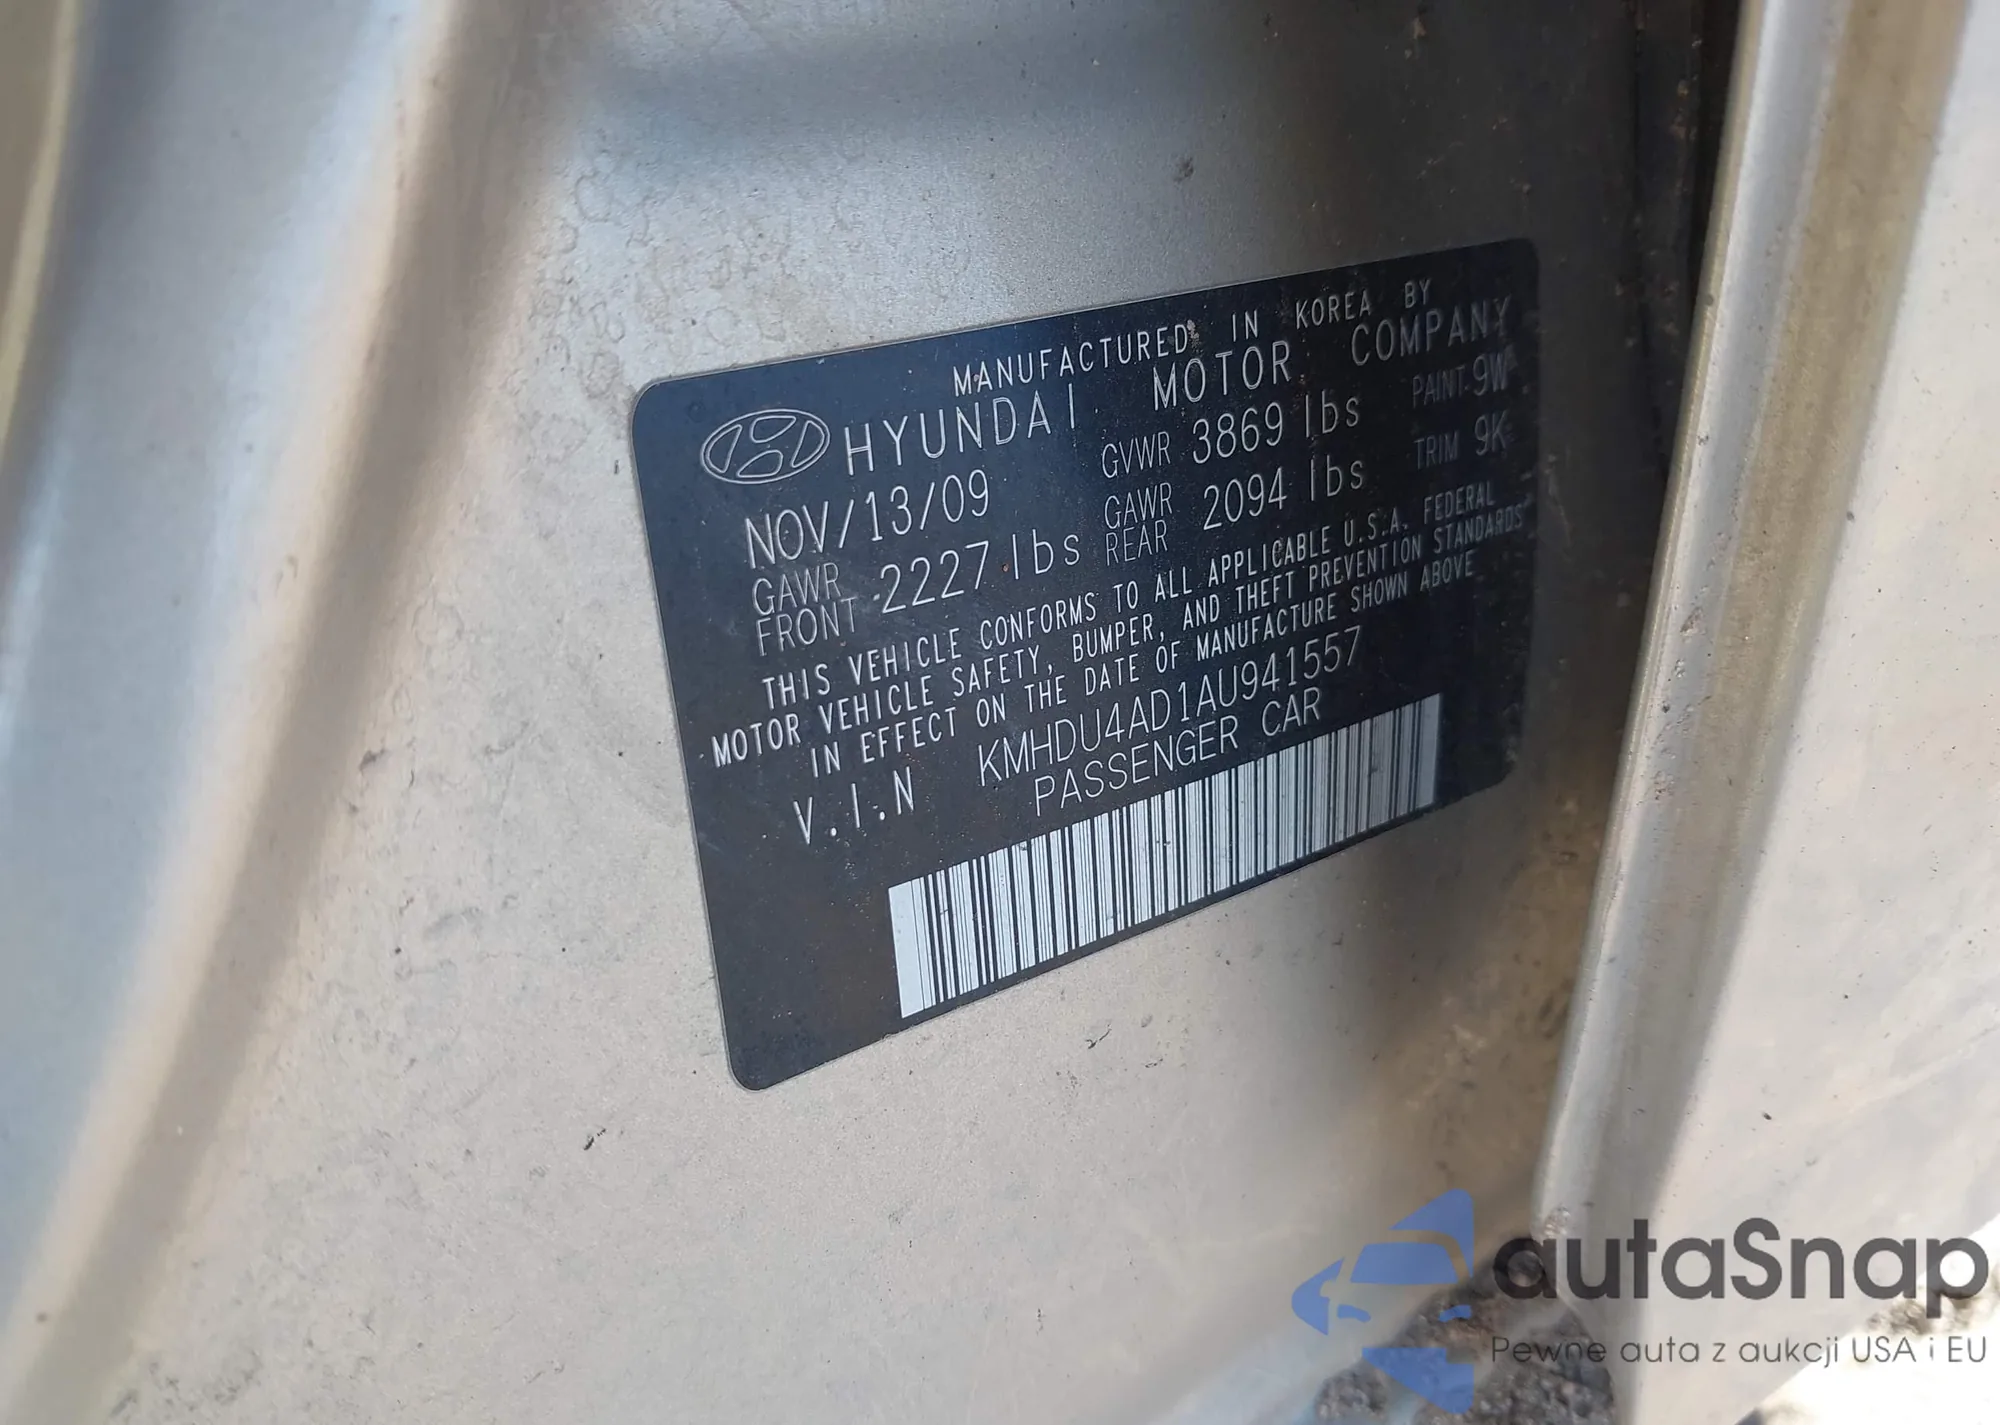 MANUFACTURED IN KOREA BY
HYUNDAI MOTOR COMPANY
NOV/13/09 GVWR 3869 lbs PAINT 9W
GAWR FRONT 2227 lbs GAWR REAR 2094 lbs TRIM 9K
THIS VEHICLE CONFORMS TO ALL APPLICABLE U.S.A. FEDERAL
MOTOR VEHICLE SAFETY, BUMPER, AND THEFT PREVENTION STANDARDS
IN EFFECT ON THE DATE OF MANUFACTURE SHOWN ABOVE
V.I.N KMHDU4AD1AU941557
PASSENGER CAR
autaSnap
Pewne auta z aukcji USA i EU